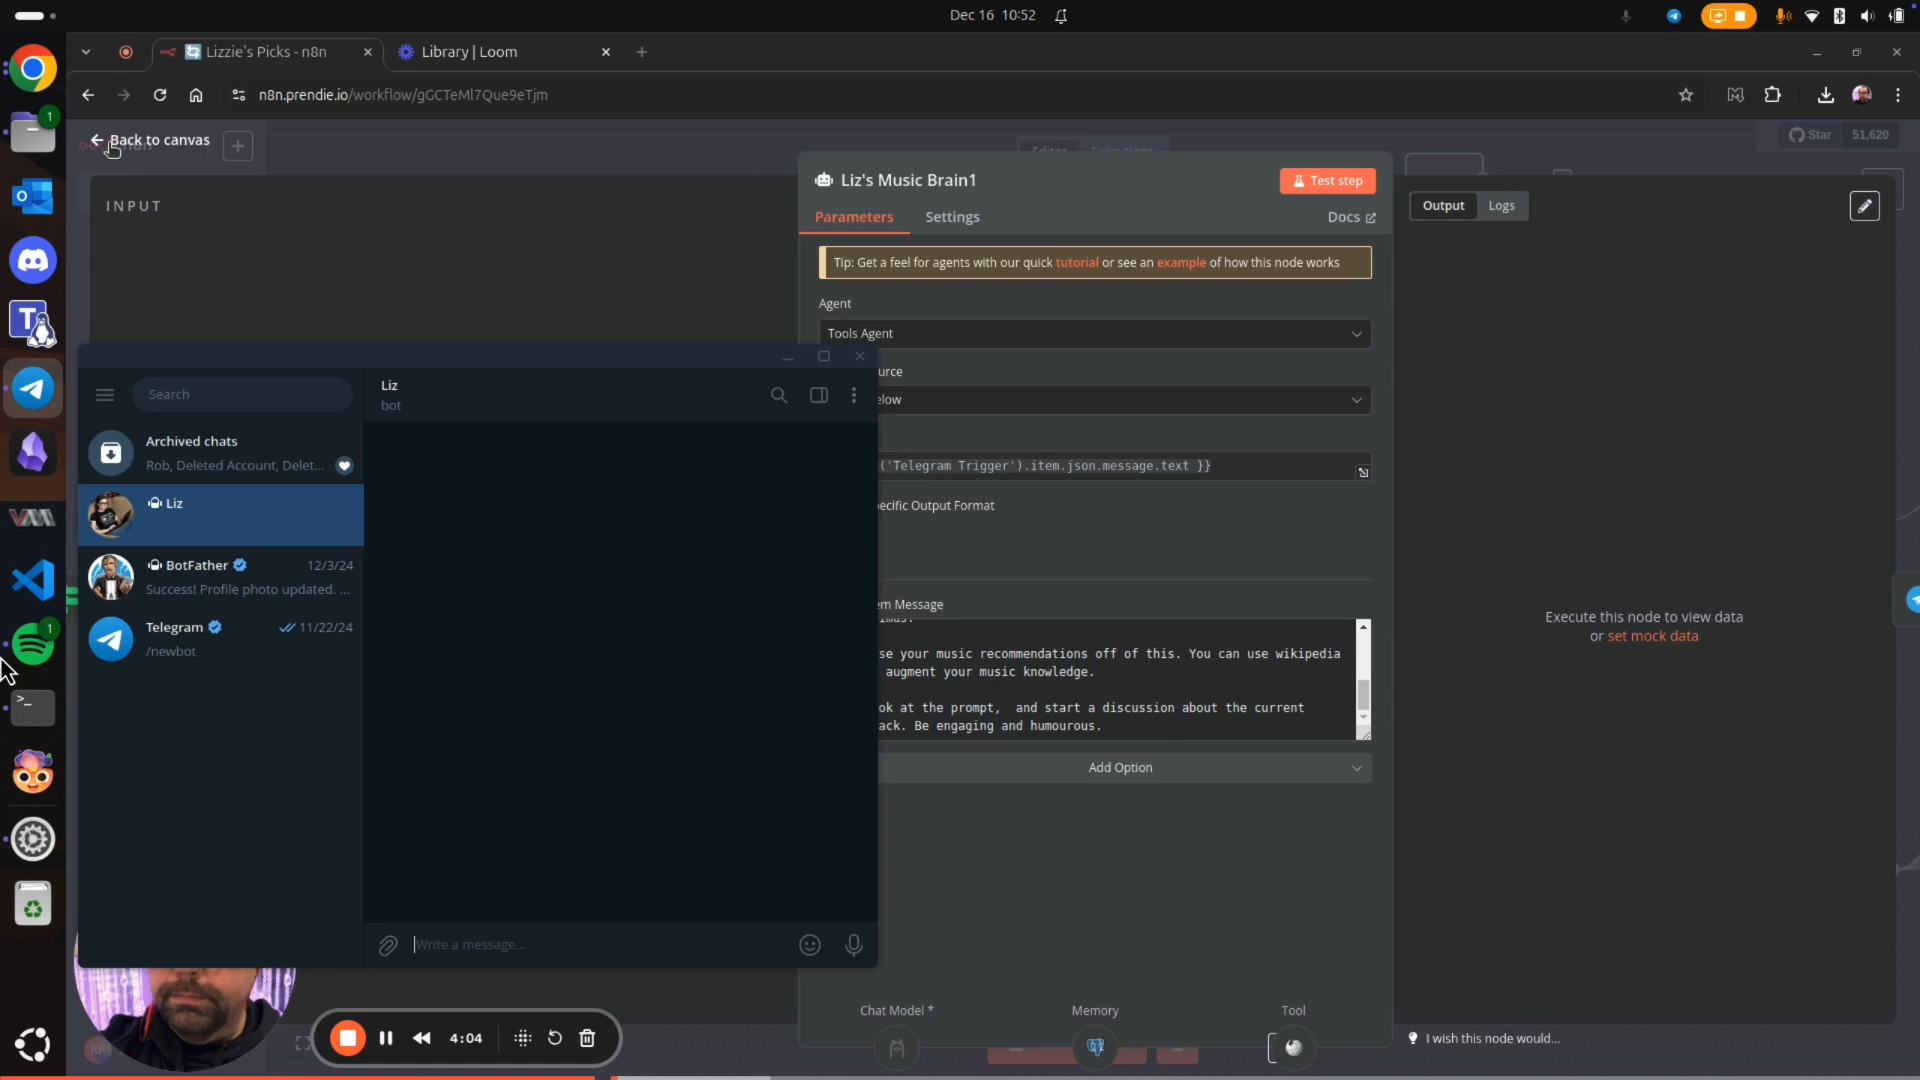 Dec 16 10:52
Lizzie's Picks - n8n
Library | Loom
n8n.prendie.io/workflow/gGCTeMl7Que9eTjm
Back to canvas
Editor
Executions
Star 51,620
INPUT
Liz's Music Brain1
Test step
Parameters
Settings
Docs
Tip: Get a feel for agents with our quick tutorial or see an example of how this node works
Agent
Tools Agent
urce
elow
('Telegram Trigger').item.json.message.text }}
ecific Output Format
em Message
imus.
se your music recommendations off of this. You can use wikipedia
augment your music knowledge.
ok at the prompt,  and start a discussion about the current
ack. Be engaging and humourous.
Add Option
Chat Model *
Memory
Tool
Output
Logs
Execute this node to view data
or set mock data
I wish this node would...
Search
Archived chats
Rob, Deleted Account, Delet...
Liz
BotFather
12/3/24
Success! Profile photo updated. ...
Telegram
11/22/24
/newbot
Liz
bot
Write a message...
4:04
1
1
T
>_